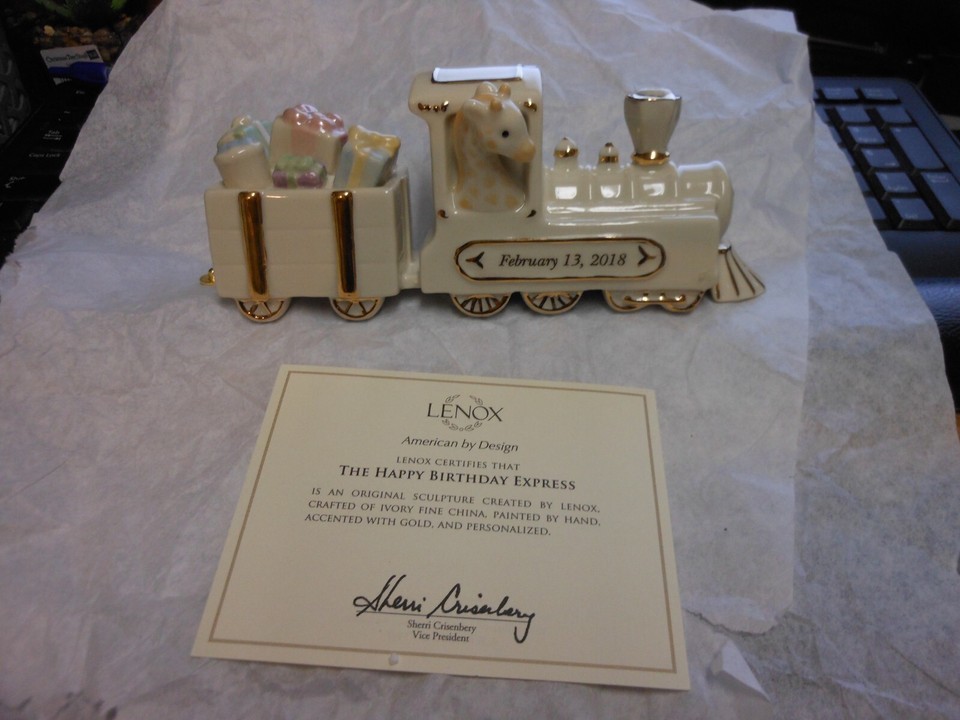 February 13, 2018
LENOX
American by Design
LENOX CERTIFIES THAT
THE HAPPY BIRTHDAY EXPRESS
IS AN ORIGINAL SCULPTURE CREATED BY LENOX,
CRAFTED OF IVORY FINE CHINA, PAINTED BY HAND,
ACCENTED WITH GOLD, AND PERSONALIZED.
Sherri Crisenbery
Sherri Crisenbery
Vice President